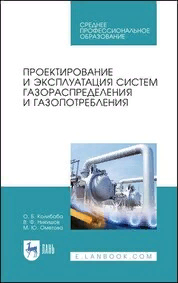 СРЕДНЕЕ
ПРОФЕССИОНАЛЬНОЕ
ОБРАЗОВАНИЕ
ПРОЕКТИРОВАНИЕ
И ЭКСПЛУАТАЦИЯ СИСТЕМ
ГАЗОРАСПРЕДЕЛЕНИЯ
И ГАЗОПОТРЕБЛЕНИЯ
О. Б. Колибаба
В. Ф. Никишов
М. Ю. Ометова
ЛАНЬ
E.LANBOOK.COM